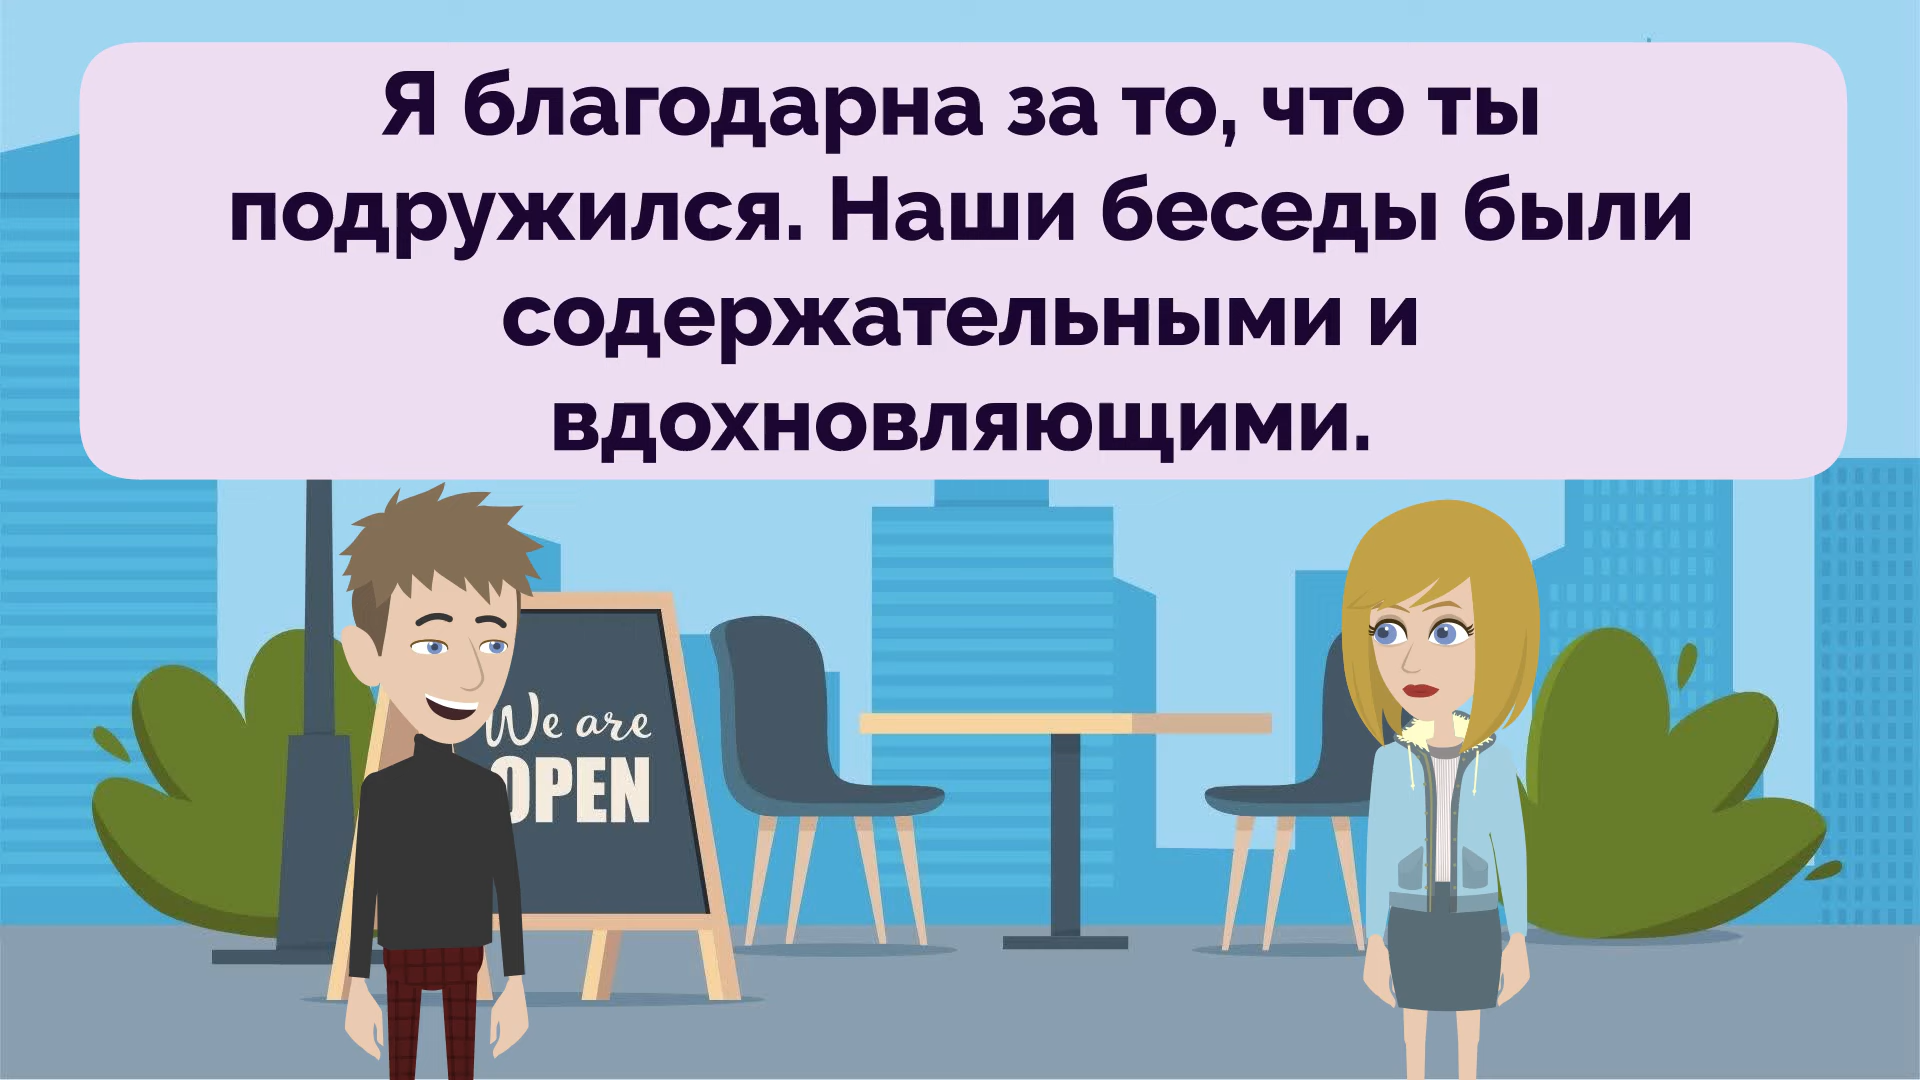 Я благодарна за то, что ты
подружился. Наши беседы были
содержательными и
вдохновляющими.
We are
OPEN